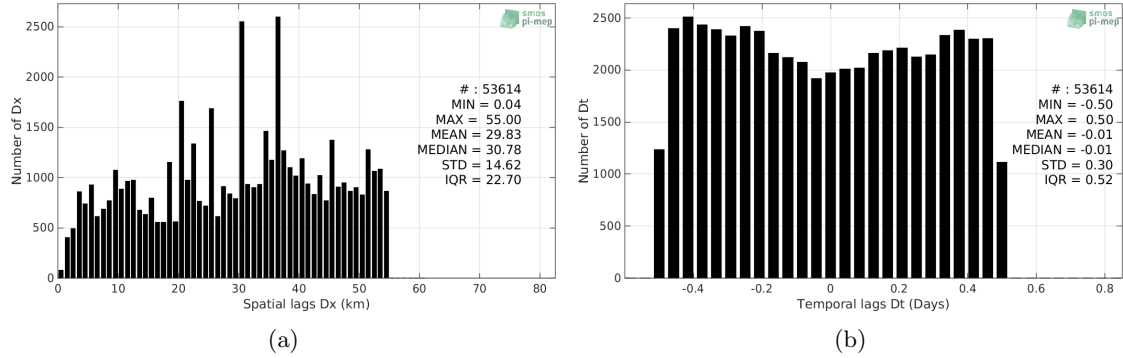 smos
pi-mep
2500
2000
1500
1000
500
0
Number of Dx
# : 53614
MIN = 0.04
MAX = 55.00
MEAN = 29.83
MEDIAN = 30.78
STD = 14.62
IQR = 22.70
0 10 20 30 40 50 60 70 80
Spatial lags Dx (km)
(a)
smos
pi-mep
2500
2000
1500
1000
500
0
Number of Dt
# : 53614
MIN = -0.50
MAX = 0.50
MEAN = -0.01
MEDIAN = -0.01
STD = 0.30
IQR = 0.52
-0.4 -0.2 0 0.2 0.4 0.6 0.8
Temporal lags Dt (Days)
(b)